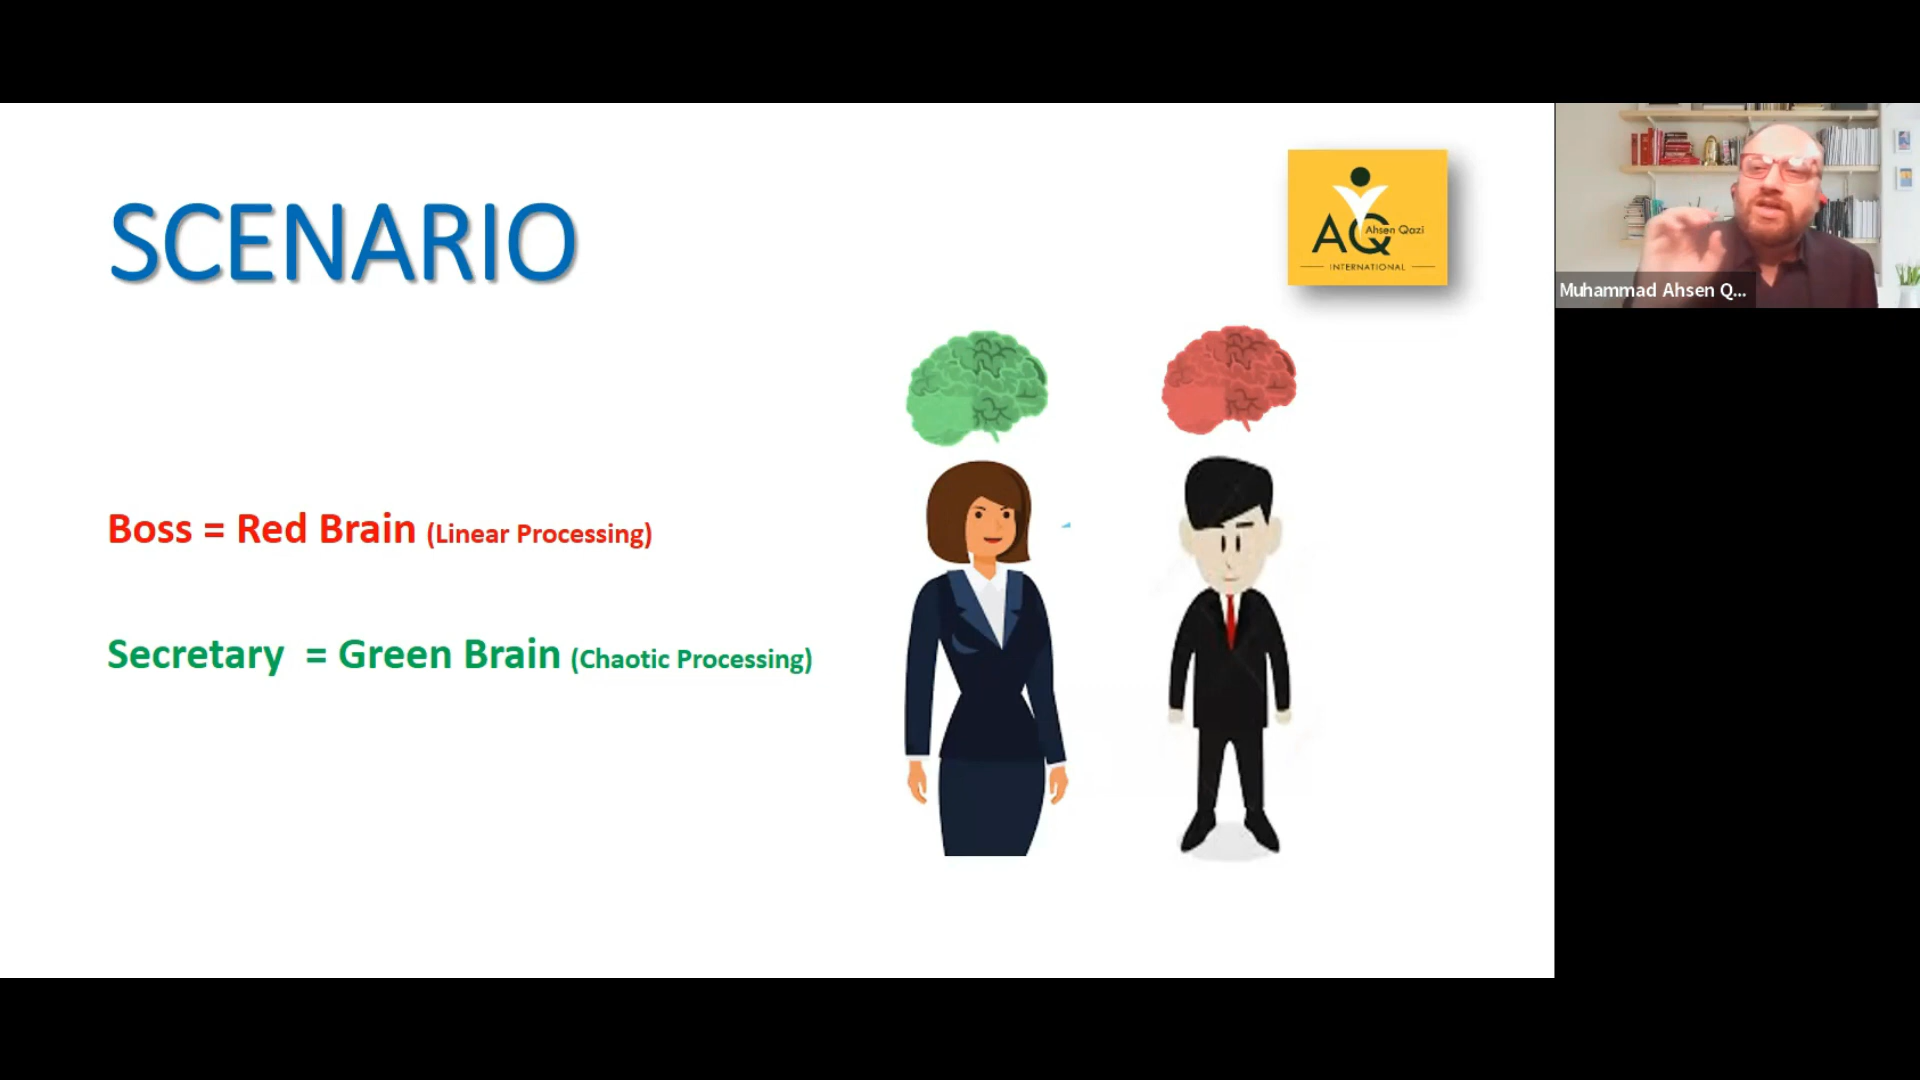 SCENARIO
AQ
Ahsen Qazi
INTERNATIONAL
Muhammad Ahsen Q...
Boss = Red Brain (Linear Processing)
Secretary = Green Brain (Chaotic Processing)